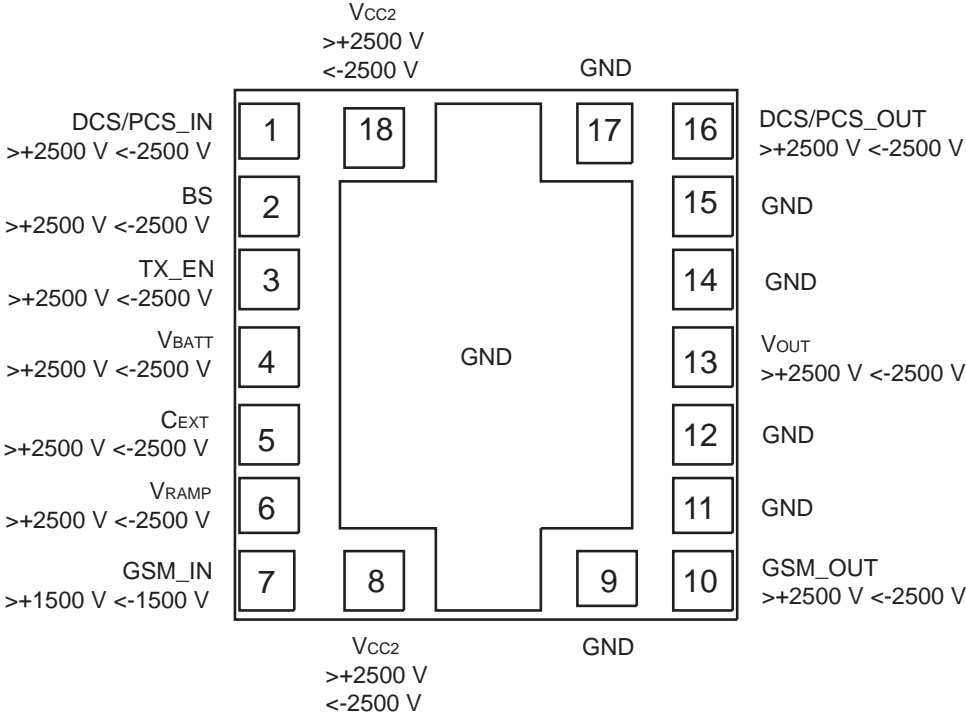 VCC2
>+2500 V
<-2500 V
GND
DCS/PCS_IN
>+2500 V <-2500 V
1
18
17
16
DCS/PCS_OUT
>+2500 V <-2500 V
BS
>+2500 V <-2500 V
2
15
GND
TX_EN
>+2500 V <-2500 V
3
14
GND
VBATT
>+2500 V <-2500 V
4
GND
13
VOUT
>+2500 V <-2500 V
CEXT
>+2500 V <-2500 V
5
12
GND
VRAMP
>+2500 V <-2500 V
6
11
GND
GSM_IN
>+1500 V <-1500 V
7
8
9
10
GSM_OUT
>+2500 V <-2500 V
VCC2
>+2500 V
<-2500 V
GND